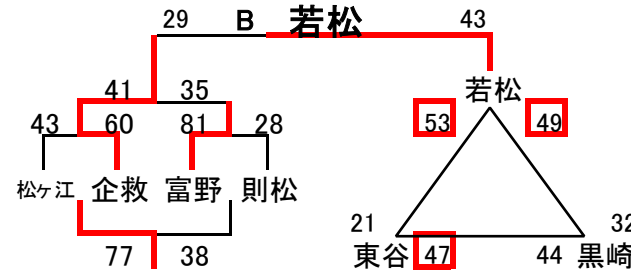 29 B 若松 43
41 35 若松
43 60 81 28 53 49
松ヶ江 企救 富野 則松
21 32
77 38 東谷 47 44 黒崎